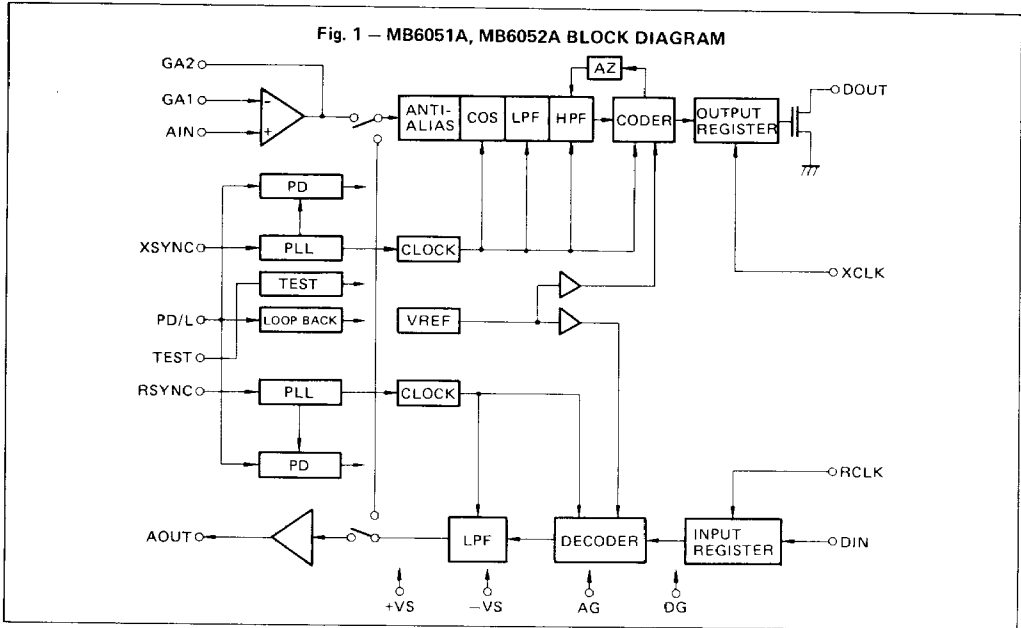 Fig. 1 – MB6051A, MB6052A BLOCK DIAGRAM
GA2
AZ
GA1
DOUT
AIN
ANTI-
ALIAS
COS
LPF
HPF
CODER
OUTPUT
REGISTER
PD
XSYNC
PLL
CLOCK
XCLK
TEST
PD/L
LOOP BACK
VREF
TEST
RSYNC
PLL
CLOCK
PD
RCLK
AOUT
LPF
DECODER
INPUT
REGISTER
DIN
+VS
–VS
AG
DG